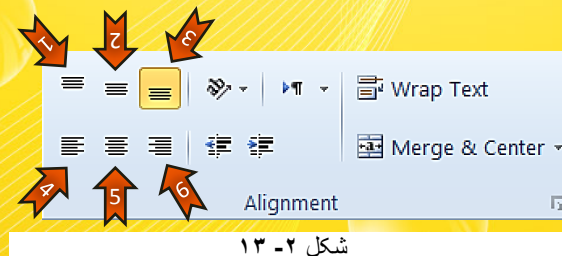 1 2 3
Wrap Text
4 5 6
Merge & Center
Alignment
شكل ٢- ١٣